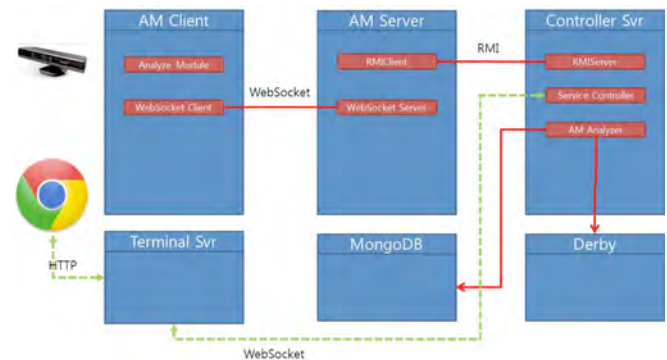 AM Client
AM Server
Controller Svr
Analyze Module
RMIClient
RMI
RMIServer
WebSocket
Service Controller
WebSocket Client
WebSocket Server
AM Analyzer
Terminal Svr
MongoDB
Derby
HTTP
WebSocket